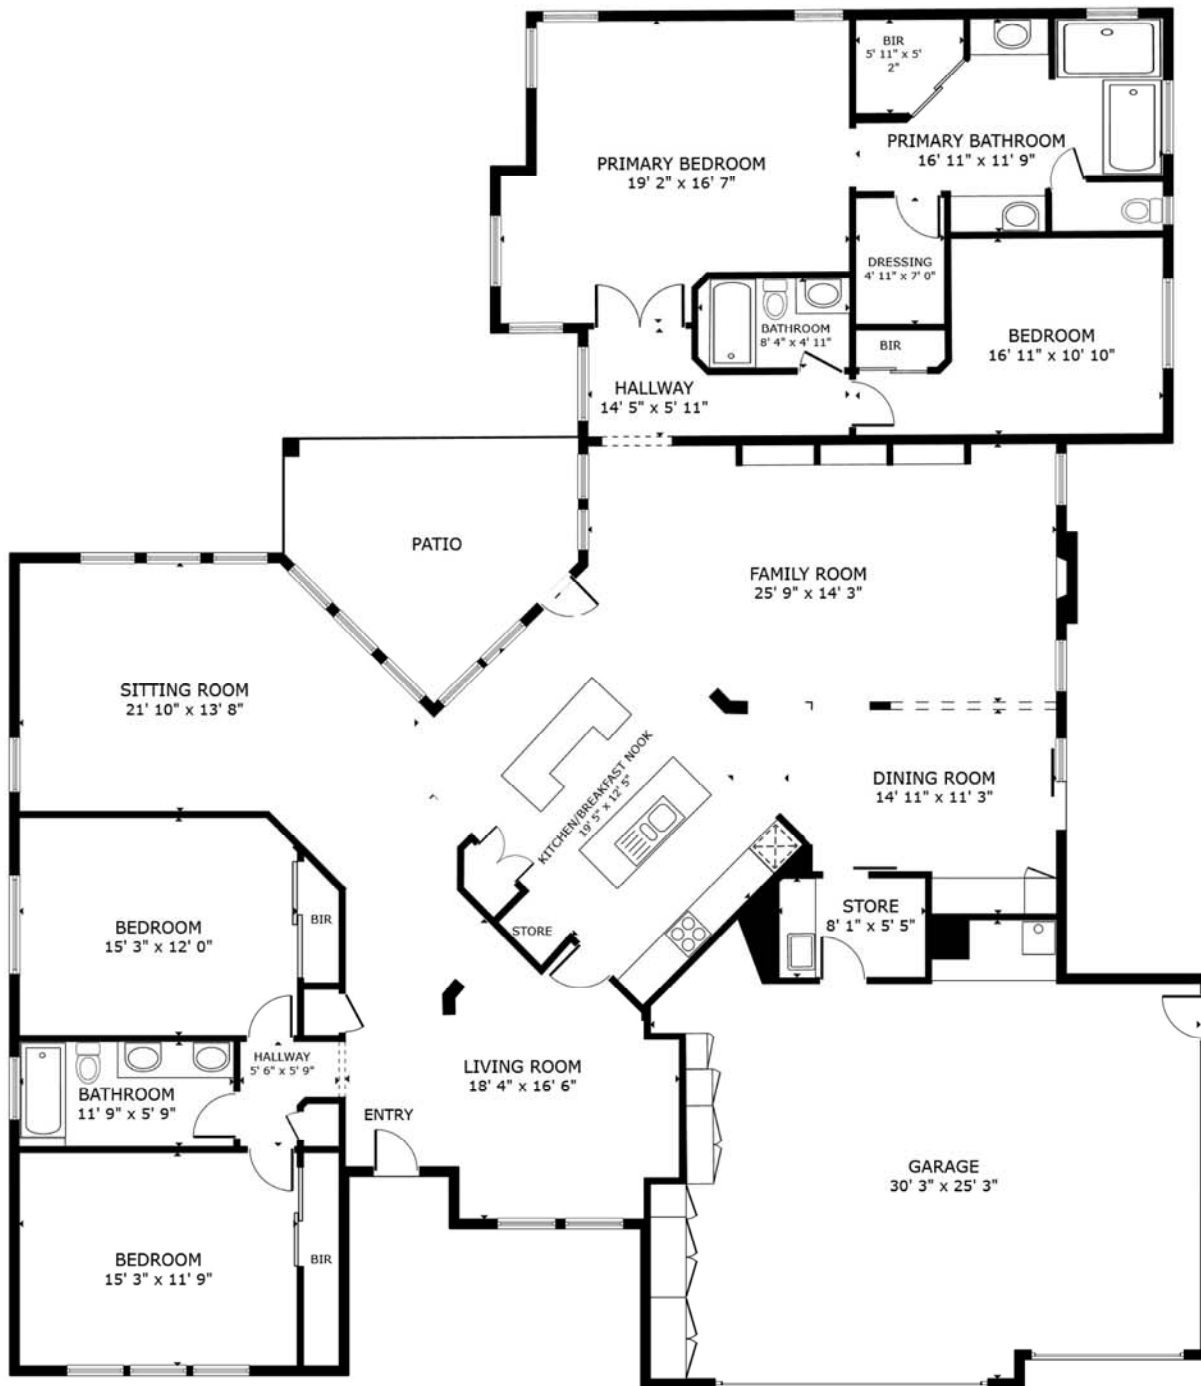 BIR
5' 11" x 5'
2"
PRIMARY BEDROOM
19' 2" x 16' 7"
PRIMARY BATHROOM
16' 11" x 11' 9"
DRESSING
4' 11" x 7' 0"
BATHROOM
8' 4" x 4' 11"
BIR
BEDROOM
16' 11" x 10' 10"
HALLWAY
14' 5" x 5' 11"
PATIO
FAMILY ROOM
25' 9" x 14' 3"
SITTING ROOM
21' 10" x 13' 8"
KITCHEN/BREAKFAST NOOK
19' 5" x 12' 5"
DINING ROOM
14' 11" x 11' 3"
BEDROOM
15' 3" x 12' 0"
BIR
STORE
STORE
8' 1" x 5' 5"
HALLWAY
5' 6" x 5' 9"
BATHROOM
11' 9" x 5' 9"
LIVING ROOM
18' 4" x 16' 6"
ENTRY
GARAGE
30' 3" x 25' 3"
BEDROOM
15' 3" x 11' 9"
BIR